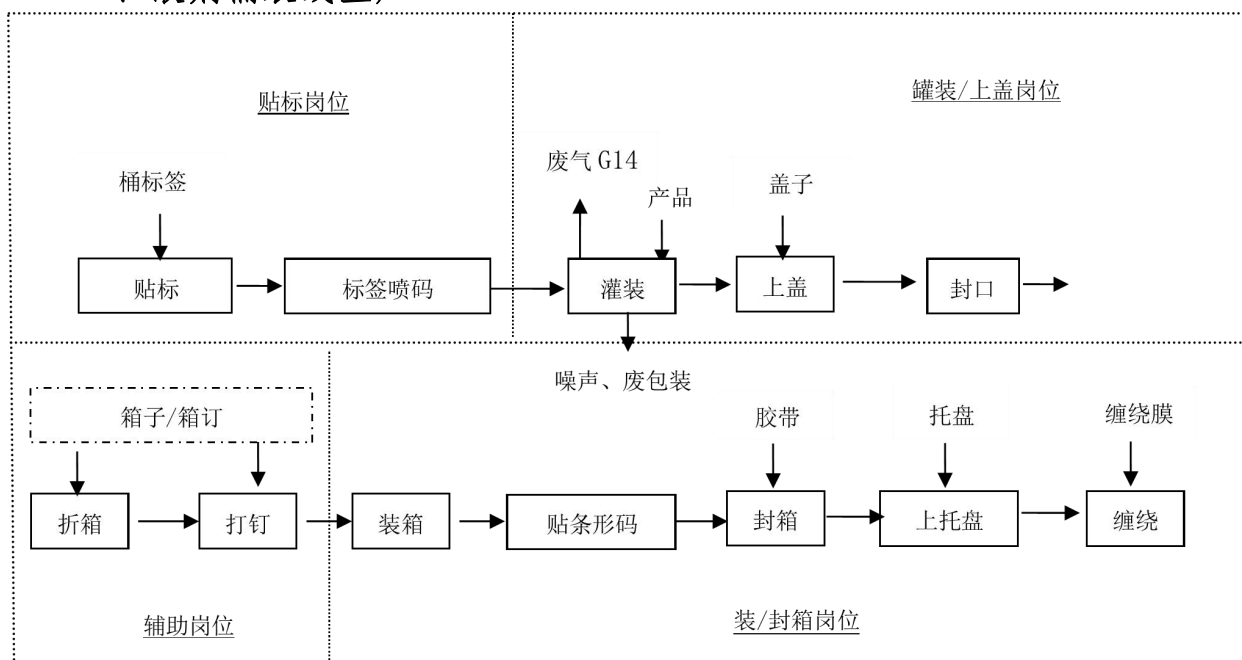 贴标岗位
罐装/上盖岗位
废气 G14
桶标签
产品
盖子
贴标
标签喷码
灌装
上盖
封口
噪声、废包装
箱子/箱订
胶带
托盘
缠绕膜
折箱
打钉
装箱
贴条形码
封箱
上托盘
缠绕
辅助岗位
装/封箱岗位